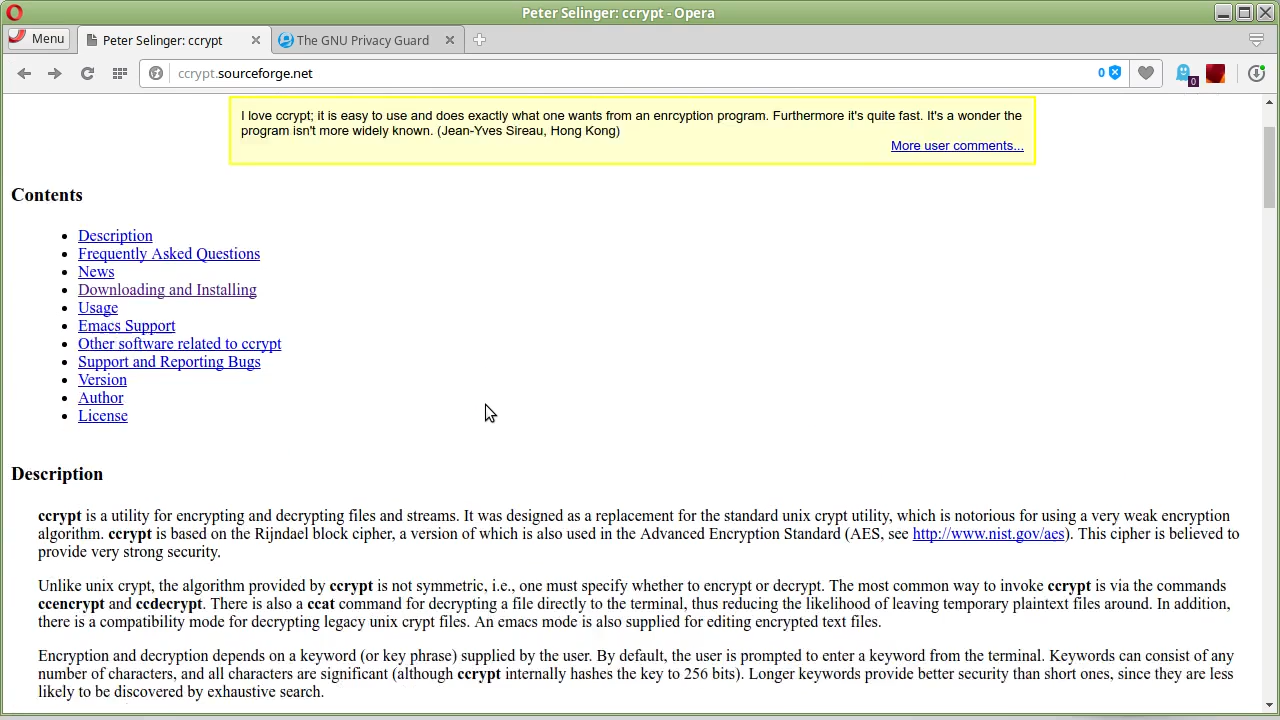 Peter Selinger: ccrypt - Opera
Menu
Peter Selinger: ccrypt
The GNU Privacy Guard
ccrypt.sourceforge.net
0
0
I love ccrypt; it is easy to use and does exactly what one wants from an enrcyption program. Furthermore it's quite fast. It's a wonder the
program isn't more widely known. (Jean-Yves Sireau, Hong Kong)
More user comments...
Contents
Description
Frequently Asked Questions
News
Downloading and Installing
Usage
Emacs Support
Other software related to ccrypt
Support and Reporting Bugs
Version
Author
License
Description
ccrypt is a utility for encrypting and decrypting files and streams. It was designed as a replacement for the standard unix crypt utility, which is notorious for using a very weak encryption
algorithm. ccrypt is based on the Rijndael block cipher, a version of which is also used in the Advanced Encryption Standard (AES, see http://www.nist.gov/aes). This cipher is believed to
provide very strong security.
Unlike unix crypt, the algorithm provided by ccrypt is not symmetric, i.e., one must specify whether to encrypt or decrypt. The most common way to invoke ccrypt is via the commands
ccencrypt and ccdecrypt. There is also a ccat command for decrypting a file directly to the terminal, thus reducing the likelihood of leaving temporary plaintext files around. In addition,
there is a compatibility mode for decrypting legacy unix crypt files. An emacs mode is also supplied for editing encrypted text files.
Encryption and decryption depends on a keyword (or key phrase) supplied by the user. By default, the user is prompted to enter a keyword from the terminal. Keywords can consist of any
number of characters, and all characters are significant (although ccrypt internally hashes the key to 256 bits). Longer keywords provide better security than short ones, since they are less
likely to be discovered by exhaustive search.